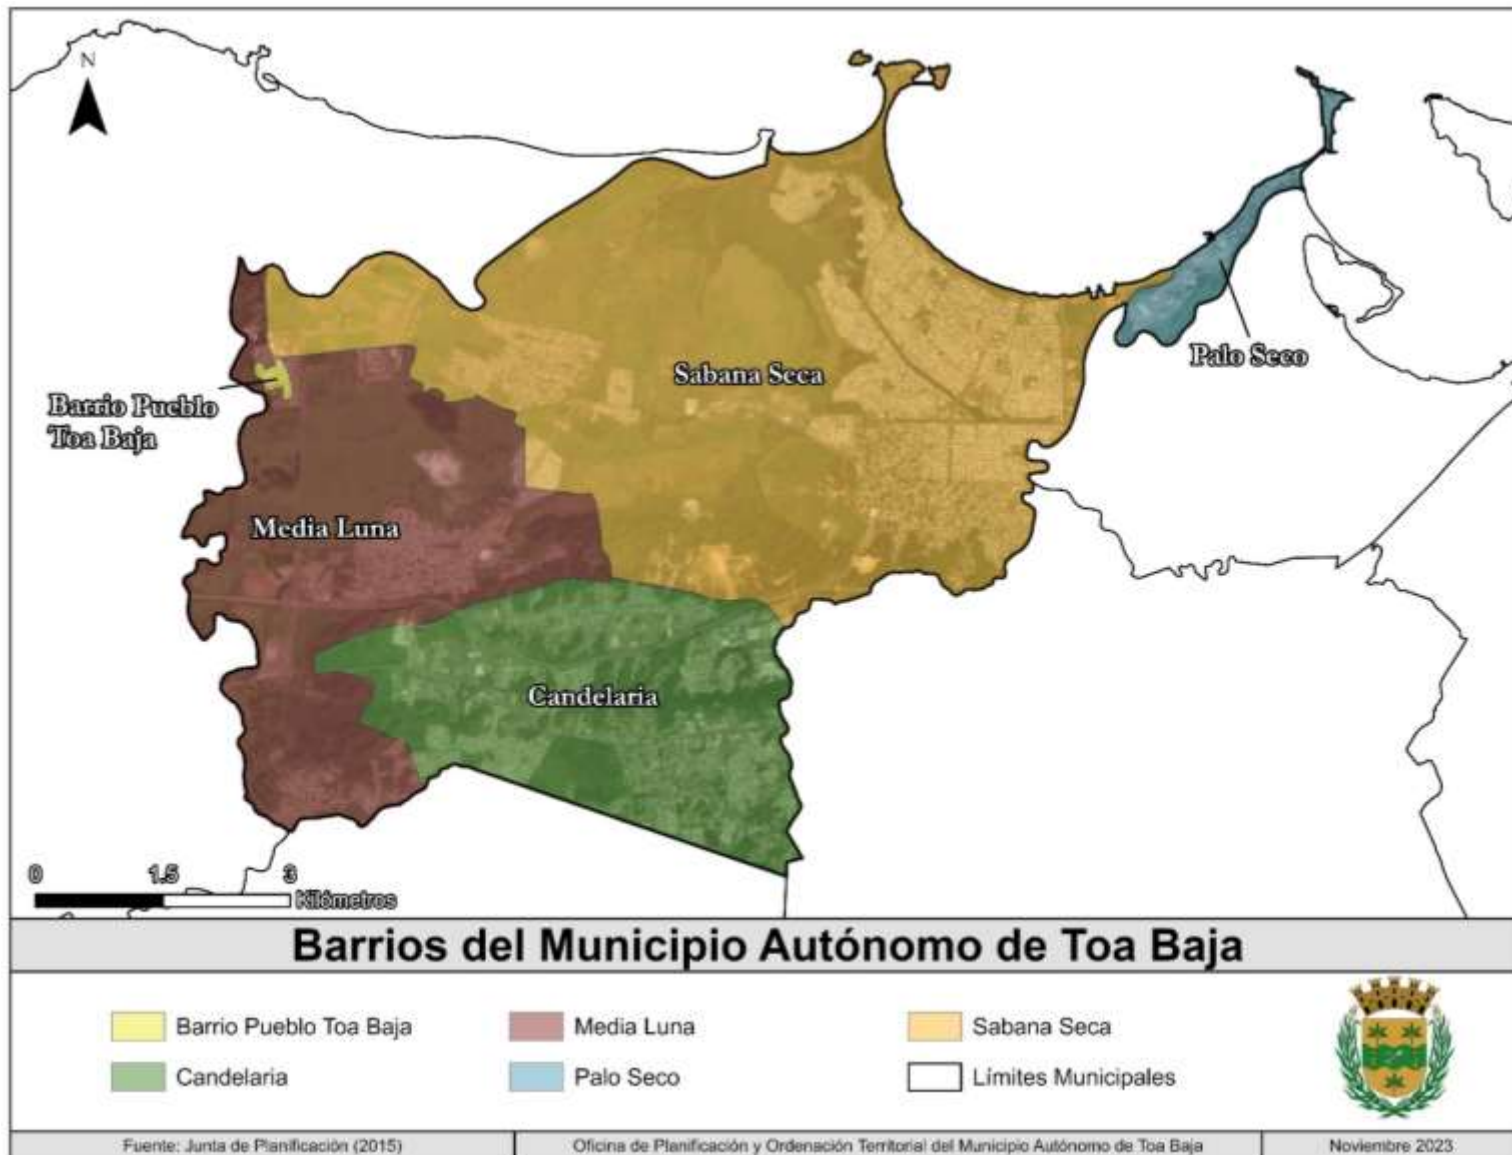 N
Sabana Seca
Palo Seco
Barrio Pueblo
Toa Baja
Media Luna
Candelaria
0 1.5 3
Kilómetros
Barrios del Municipio Autónomo de Toa Baja
Barrio Pueblo Toa Baja
Media Luna
Sabana Seca
Candelaria
Palo Seco
Límites Municipales
Fuente: Junta de Planificación (2015)
Oficina de Planificación y Ordenación Territorial del Municipio Autónomo de Toa Baja
Noviembre 2023